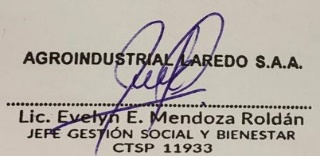 AGROINDUSTRIAL LAREDO S.A.A.
Lic. Evelyn E. Mendoza Roldán
JEFE GESTIÓN SOCIAL Y BIENESTAR
CTSP 11933